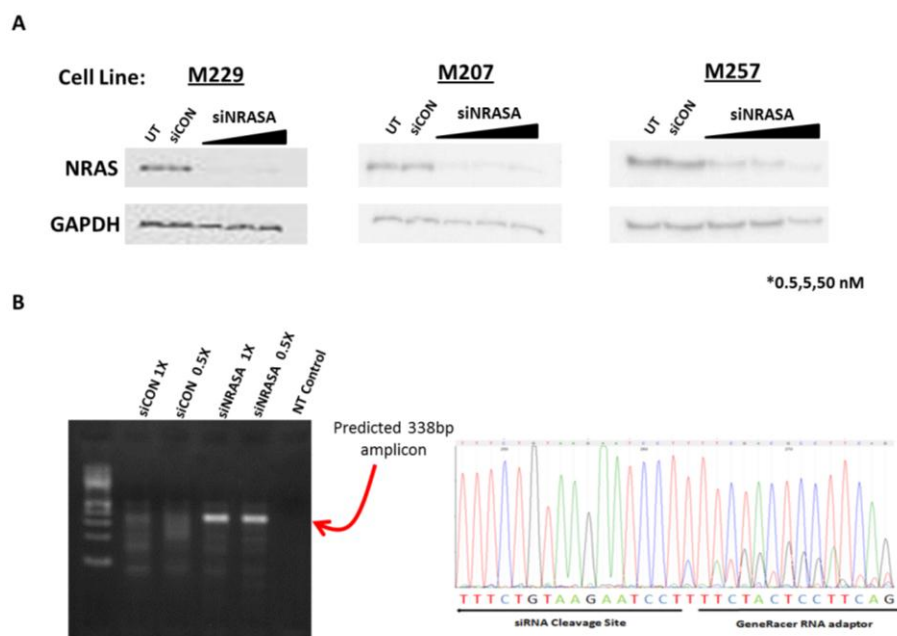 A
Cell Line: M229 M207 M257
UT siCON siNRASA UT siCON siNRASA UT siCON siNRASA
NRAS
GAPDH
*0.5,5,50 nM
B
siCON 1X siCON 0.5X siNRASA 1X siNRASA 0.5X NT Control
Predicted 338bp
amplicon
TTTCTGTAAGAATCCTTTTCTACTCCTTCAG
siRNA Cleavage Site GeneRacer RNA adaptor